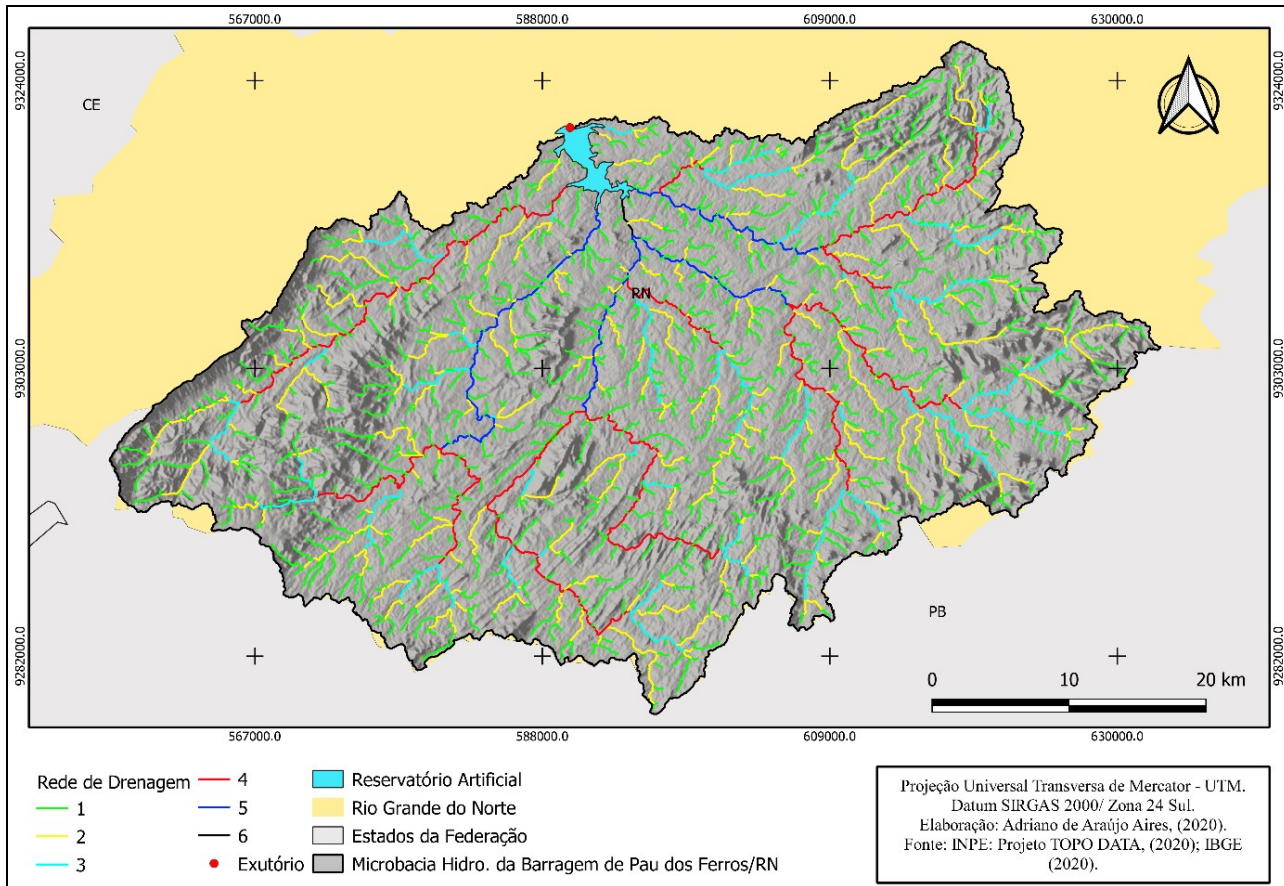 567000.0 588000.0 609000.0 630000.0
9324000.0 9324000.0
CE
RN
9303000.0 9303000.0
PB
9282000.0 9282000.0
0 10 20 km
567000.0 588000.0 609000.0 630000.0
Rede de Drenagem
1
2
3
4
5
6
Exutório
Reservatório Artificial
Rio Grande do Norte
Estados da Federação
Microbacia Hidro. da Barragem de Pau dos Ferros/RN
Projeção Universal Transversa de Mercator - UTM.
Datum SIRGAS 2000/ Zona 24 Sul.
Elaboração: Adriano de Araújo Aires, (2020).
Fonte: INPE: Projeto TOPO DATA, (2020); IBGE
(2020).